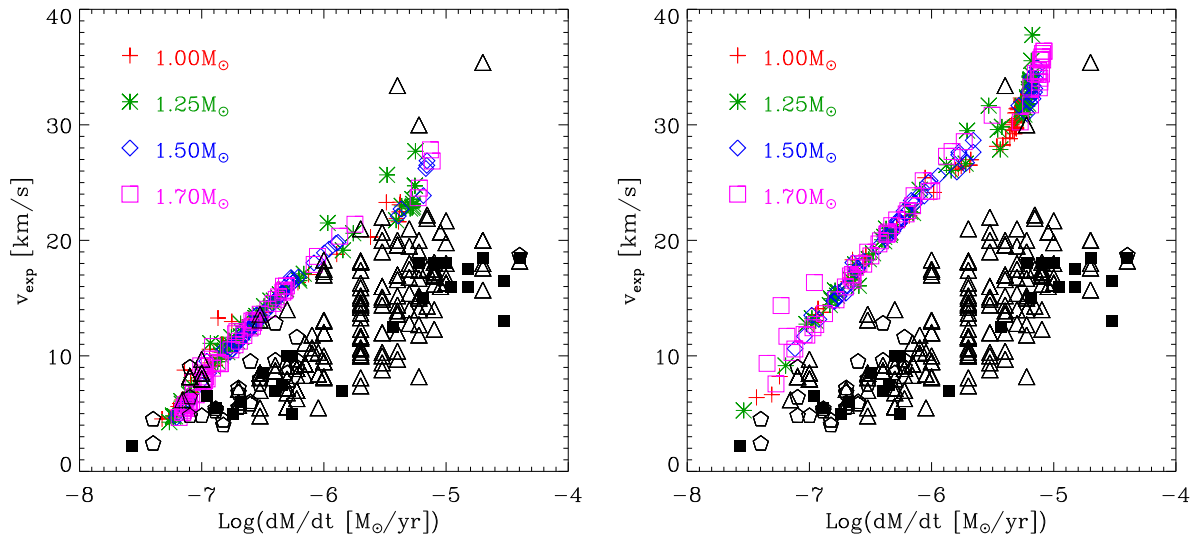 40
30
20
10
0
v_exp [km/s]
1.00M⊙
1.25M⊙
1.50M⊙
1.70M⊙
−8 −7 −6 −5 −4
Log(dM/dt [M⊙/yr])
40
30
20
10
0
v_exp [km/s]
1.00M⊙
1.25M⊙
1.50M⊙
1.70M⊙
−8 −7 −6 −5 −4
Log(dM/dt [M⊙/yr])